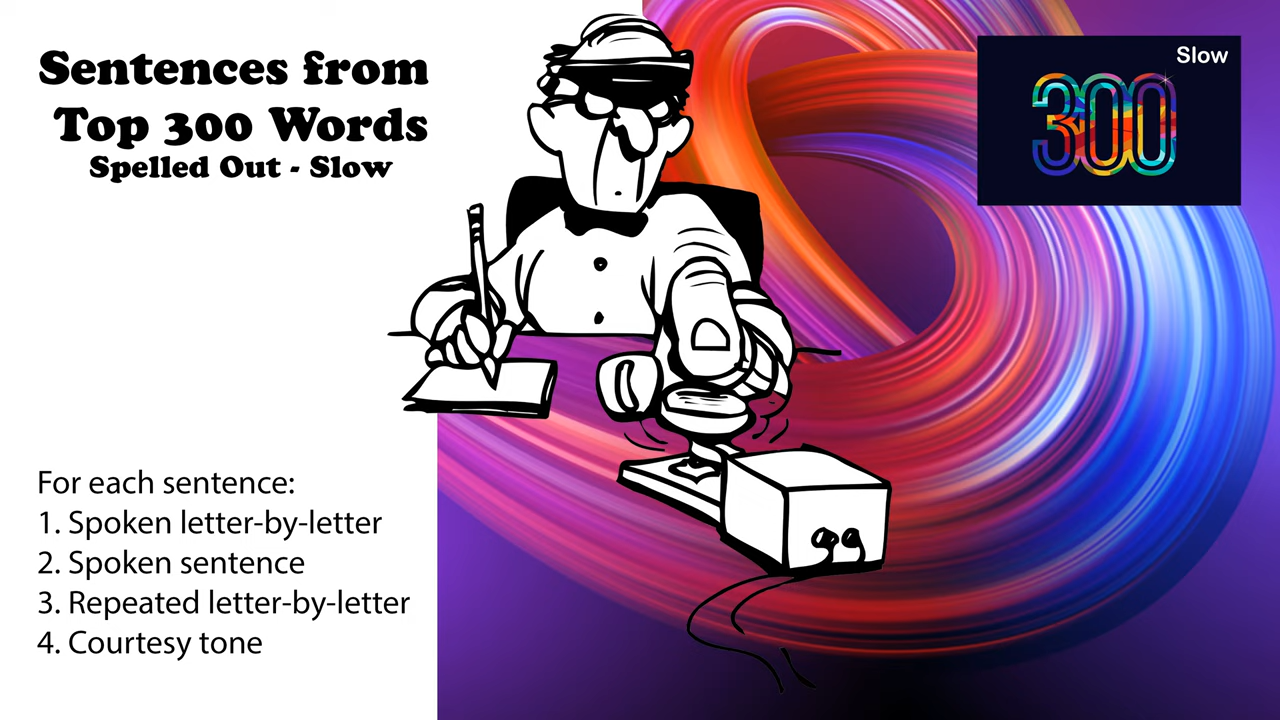 Sentences from
Top 300 Words
Spelled Out - Slow
Slow
300
For each sentence:
1. Spoken letter-by-letter
2. Spoken sentence
3. Repeated letter-by-letter
4. Courtesy tone